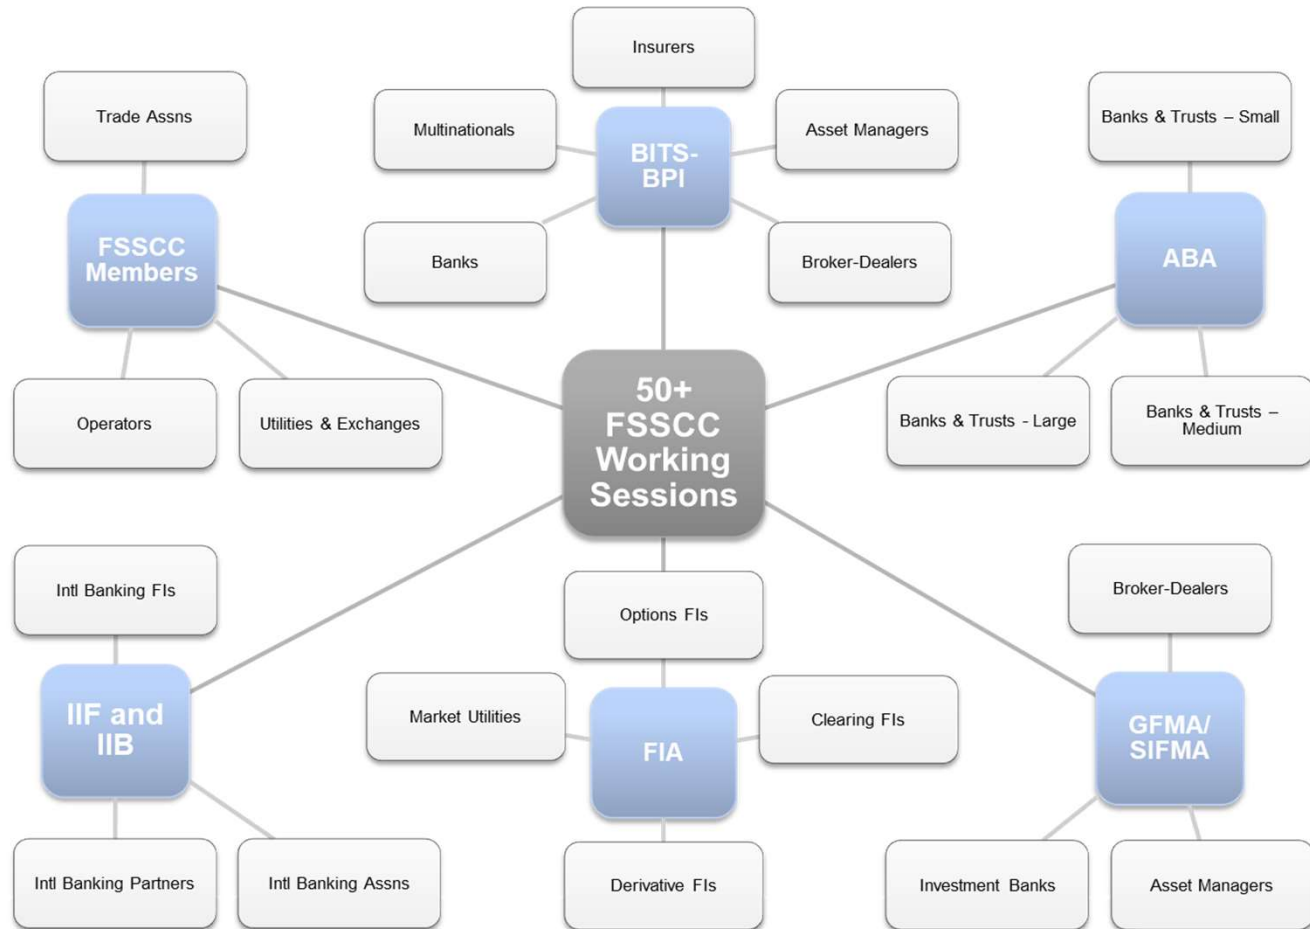 Insurers
Trade Assns
Multinationals
BITS-
BPI
Asset Managers
Banks & Trusts – Small
FSSCC
Members
Banks
Broker-Dealers
ABA
50+
FSSCC
Working
Sessions
Operators
Utilities & Exchanges
Banks & Trusts - Large
Banks & Trusts –
Medium
Intl Banking FIs
Options FIs
Broker-Dealers
IIF and
IIB
Market Utilities
FIA
Clearing FIs
GFMA/
SIFMA
Intl Banking Partners
Intl Banking Assns
Derivative FIs
Investment Banks
Asset Managers